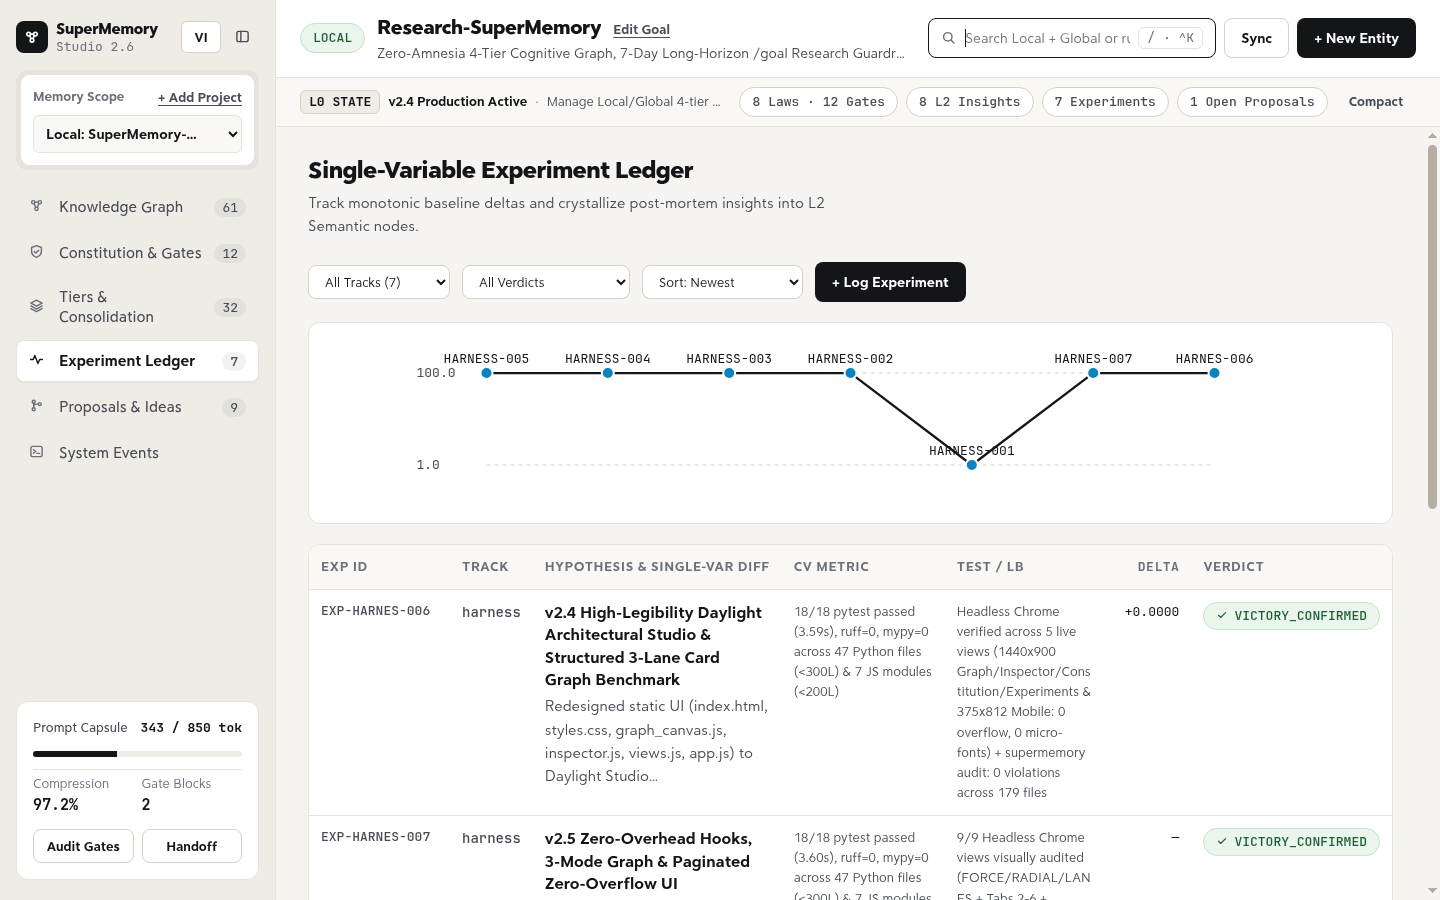 SuperMemory
Studio 2.6
VI
Memory Scope
+ Add Project
Local: SuperMemory-...
Knowledge Graph 61
Constitution & Gates 12
Tiers &
Consolidation 32
Experiment Ledger 7
Proposals & Ideas 9
System Events
Prompt Capsule 343 / 850 tok
Compression
97.2%
Gate Blocks
2
Audit Gates
Handoff
LOCAL
Research-SuperMemory Edit Goal
Zero-Amnesia 4-Tier Cognitive Graph, 7-Day Long-Horizon /goal Research Guardr...
Search Local + Global or ru
/ · ^K
Sync
+ New Entity
L0 STATE
v2.4 Production Active · Manage Local/Global 4-tier ...
8 Laws · 12 Gates
8 L2 Insights
7 Experiments
1 Open Proposals
Compact
Single-Variable Experiment Ledger
Track monotonic baseline deltas and crystallize post-mortem insights into L2
Semantic nodes.
All Tracks (7)
All Verdicts
Sort: Newest
+ Log Experiment
HARNESS-005 HARNESS-004 HARNESS-003 HARNESS-002 HARNES-007 HARNES-006
100.0
HARNESS-001
1.0
EXP ID TRACK HYPOTHESIS & SINGLE-VAR DIFF CV METRIC TEST / LB DELTA VERDICT
EXP-HARNES-006
harness
v2.4 High-Legibility Daylight
Architectural Studio &
Structured 3-Lane Card
Graph Benchmark
Redesigned static UI (index.html,
styles.css, graph_canvas.js,
inspector.js, views.js, app.js) to
Daylight Studio...
18/18 pytest passed
(3.59s), ruff=0, mypy=0
across 47 Python files
(<300L) & 7 JS modules
(<200L)
Headless Chrome
verified across 5 live
views (1440x900
Graph/Inspector/Cons
titution/Experiments &
375x812 Mobile: 0
overflow, 0 micro-
fonts) + supermemory
audit: 0 violations
across 179 files
+0.0000
✓ VICTORY_CONFIRMED
EXP-HARNES-007
harness
v2.5 Zero-Overhead Hooks,
3-Mode Graph & Paginated
Zero-Overflow UI
18/18 pytest passed
(3.60s), ruff=0, mypy=0
across 47 Python files
(<300L) & 7 JS modules
9/9 Headless Chrome
views visually audited
(FORCE/RADIAL/LAN
ES + Tabs 2-6 +
—
✓ VICTORY_CONFIRMED